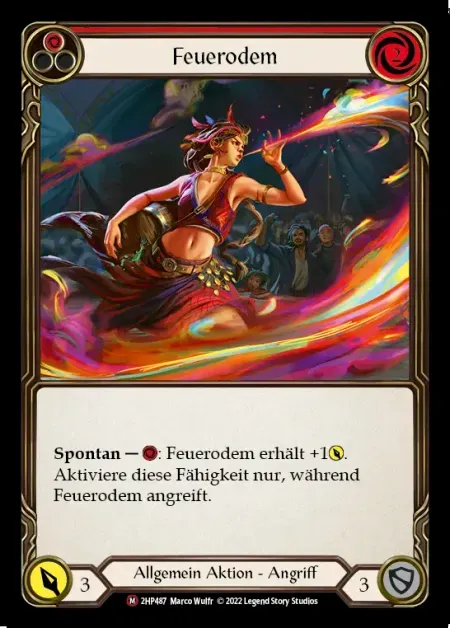 Feuerodem
2
Spontan — : Feuerodem erhält +1.
Aktiviere diese Fähigkeit nur, während
Feuerodem angreift.
3
Allgemein Aktion - Angriff
3
M 2HP487 Marco Wulfr © 2022 Legend Story Studios